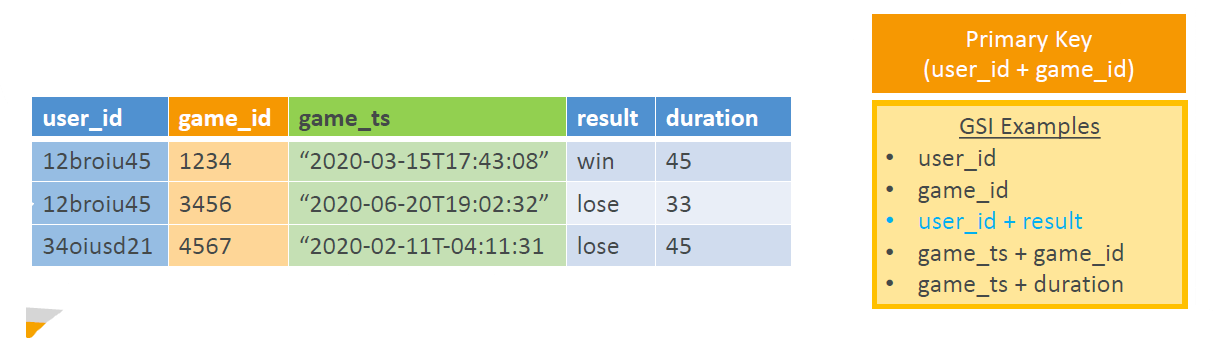 Primary Key
(user_id + game_id)
user_id game_id game_ts result duration
12broiu45 1234 “2020-03-15T17:43:08” win 45
12broiu45 3456 “2020-06-20T19:02:32” lose 33
34oiusd21 4567 “2020-02-11T-04:11:31 lose 45
GSI Examples
• user_id
• game_id
• user_id + result
• game_ts + game_id
• game_ts + duration